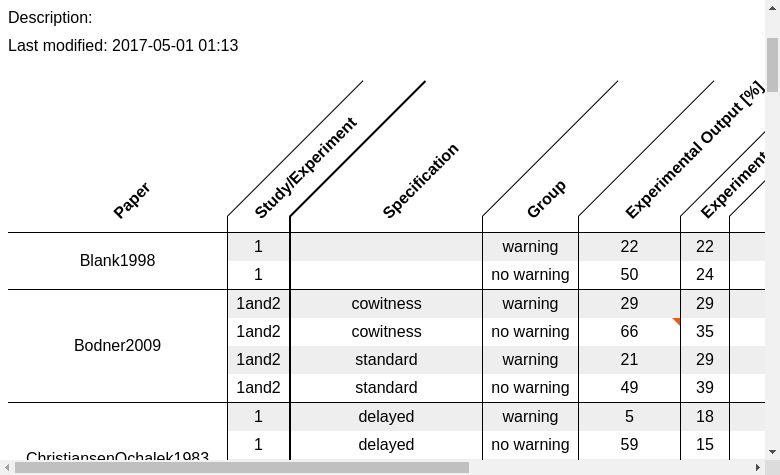 Description:
Last modified: 2017-05-01 01:13
Paper Study/Experiment Specification Group Experimental Output [%] Experiment
Blank1998 1 warning 22 22
1 no warning 50 24
Bodner2009 1and2 cowitness warning 29 29
1and2 cowitness no warning 66 35
1and2 standard warning 21 29
1and2 standard no warning 49 39
ChristiansenOchalek1983 1 delayed warning 5 18
1 delayed no warning 59 15